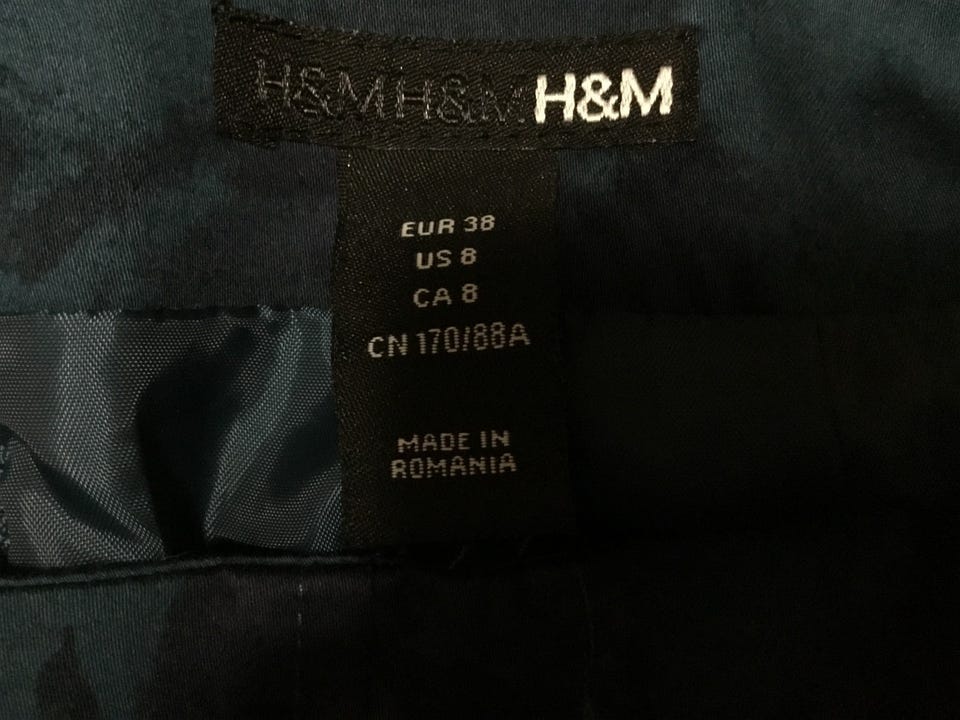 H&M H&M H&M
EUR 38
US 8
CA 8
CN 170/88A
MADE IN
ROMANIA